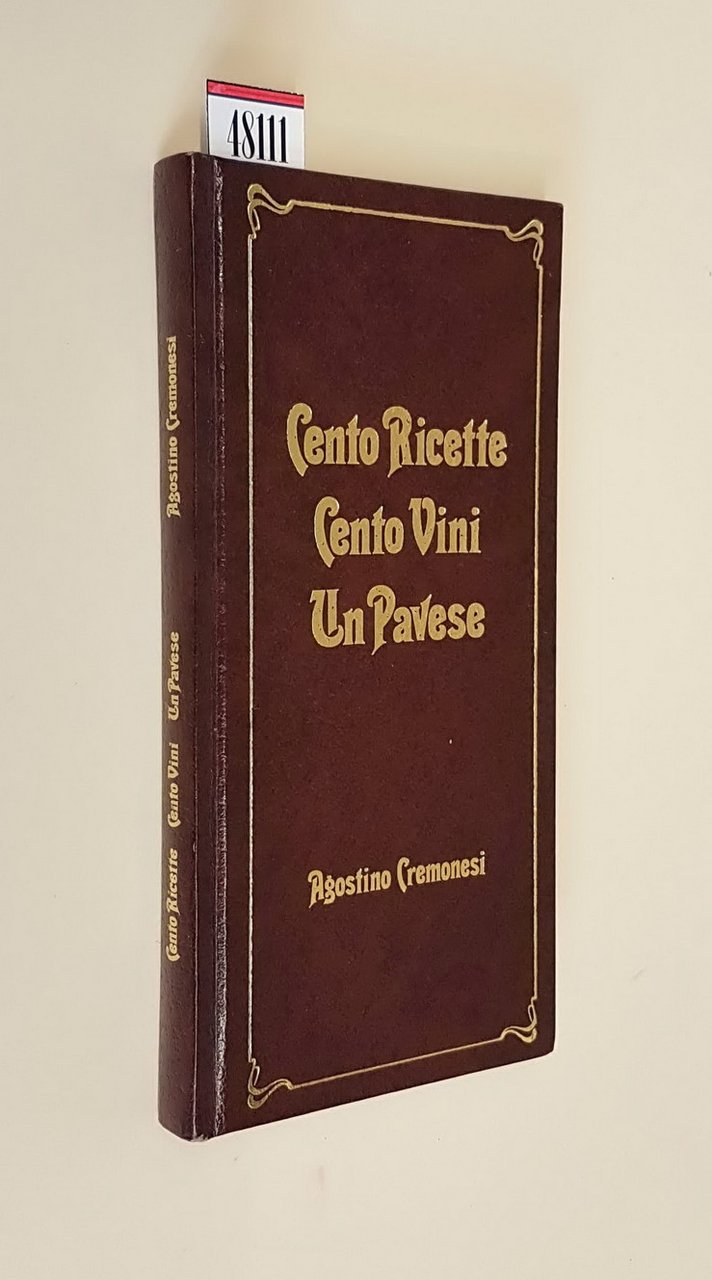 48111
Cento Ricette
Cento Vini
Un Pavese
Agostino Cremonesi
Cento Ricette Cento Vini Un Pavese Agostino Cremonesi